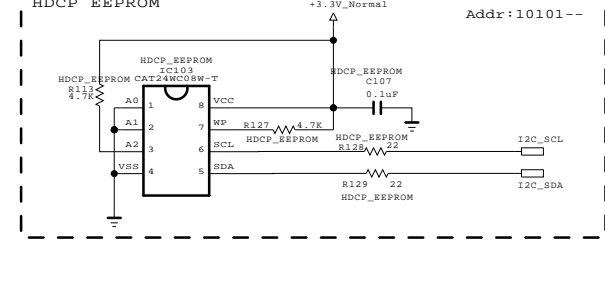 HDCP EEPROM
+3.3V_Normal
Addr:10101--
HDCP_EEPROM
IC103
CAT24WC08W-T
HDCP_EEPROM
R113
4.7K
HDCP_EEPROM
C107
0.1uF
A0 1 8 VCC
A1 2 7 WP
R127 4.7K
HDCP_EEPROM
A2 3 6 SCL
HDCP_EEPROM
R128 22
I2C_SCL
VSS 4 5 SDA
R129 22
HDCP_EEPROM
I2C_SDA